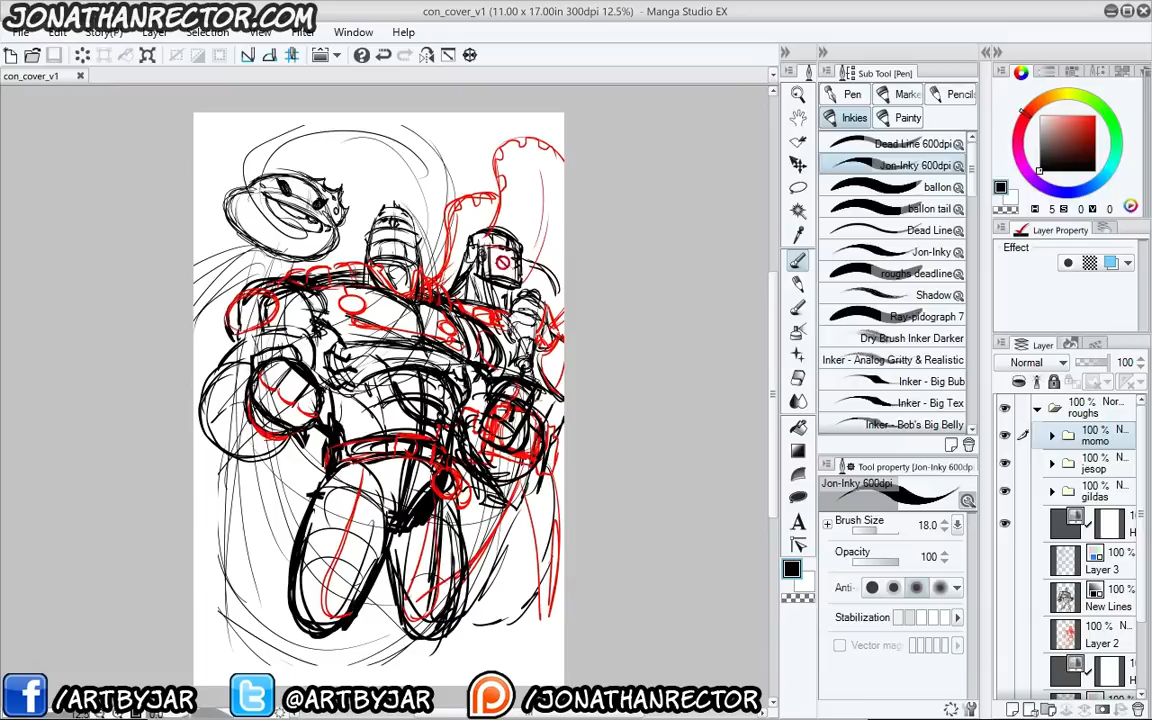 JONATHANRECTOR.COM
con_cover_v1 (11.00 x 17.00in 300dpi 12.5%) - Manga Studio EX
File Edit Story(P) Layer Selection View Filter Window Help
con_cover_v1
Sub Tool [Pen]
Pen
Marke
Pencils
Inkies
Painty
Dead Line 600dpi
Jon-Inky 600dpi
ballon
ballon tail
Dead Line
Jon-Inky
roughs deadline
Shadow
Ray-pidograph 7
Dry Brush Inker Darker
Inker - Analog Gritty & Realistic
Inker - Big Bub
Inker - Big Tex
Inker - Bob's Big Belly
Tool property [Jon-Inky 600dp
Jon-Inky 600dpi
Brush Size 18.0
Opacity 100
Anti-
Stabilization
Vector mag
H 5 S 0 V 0
Layer Property
Effect
Layer
Normal 100
100 % Nor...
roughs
100 % N...
momo
100 % N...
jesop
100 % N...
gildas
100 %
Layer 3
100 %
New Lines
100 % N
Layer 2
/ARTBYJAR
@ARTBYJAR
/JONATHANRECTOR